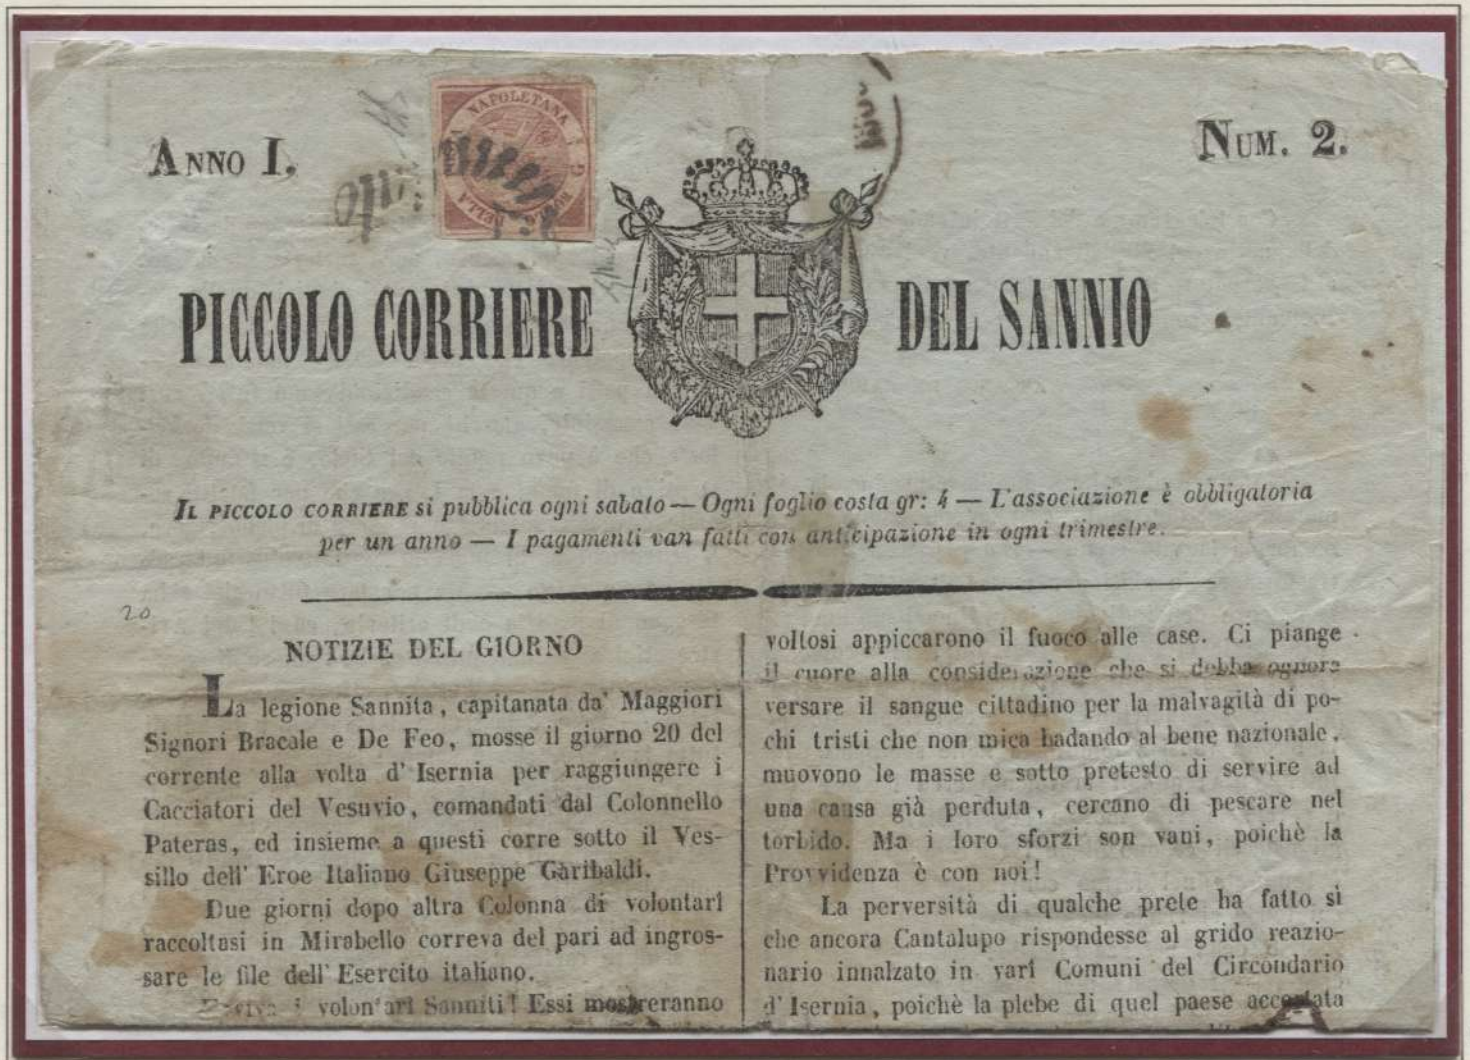 ANNO I.
NUM. 2.
NAPOLETANA
G
DELLA
PICCOLO CORRIERE DEL SANNIO
IL PICCOLO CORRIERE si pubblica ogni sabato — Ogni foglio costa gr: 4 — L'associazione è obbligatoria
per un anno — I pagamenti van fatti con anticipazione in ogni trimestre.
20
NOTIZIE DEL GIORNO
La legione Sannita, capitanata da' Maggiori
Signori Bracale e De Feo, mosse il giorno 20 del
corrente alla volta d' Isernia per raggiungere i
Cacciatori del Vesuvio, comandati dal Colonnello
Pateras, ed insieme a questi corre sotto il Ves-
sillo dell' Eroe Italiano Giuseppe Garibaldi.
Due giorni dopo altra Colonna di volontarî
raccoltasi in Mirabello correva del pari ad ingros-
sare le file dell' Esercito italiano.
i volontarî Sanniti! Essi mostreranno
voltosi appiccarono il fuoco alle case. Ci piange
il cuore alla considerazione che si debba ognora
versare il sangue cittadino per la malvagità di po-
chi tristi che non mica badando al bene nazionale,
muovono le masse e sotto pretesto di servire ad
una causa già perduta, cercano di pescare nel
torbido. Ma i loro sforzi son vani, poichè la
Provvidenza è con noi!
La perversità di qualche prete ha fatto sì
che ancora Cantalupo rispondesse al grido reazio-
nario innalzato in varî Comuni del Circondario
d' Isernia, poichè la plebe di quel paese